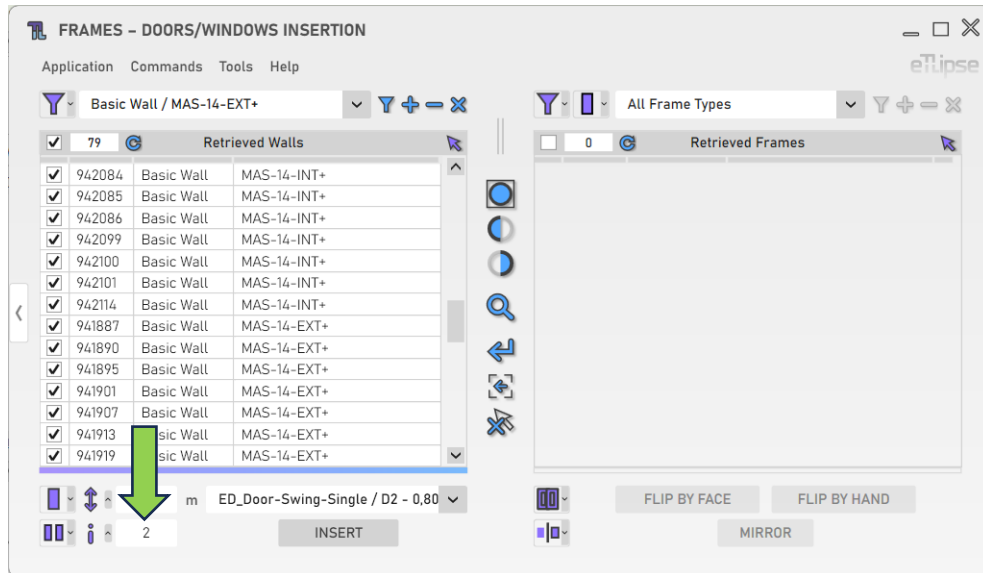 FRAMES – DOORS/WINDOWS INSERTION
Application Commands Tools Help
eTLipse
Basic Wall / MAS-14-EXT+
All Frame Types
79 Retrieved Walls
0 Retrieved Frames
942084 Basic Wall MAS-14-INT+
942085 Basic Wall MAS-14-INT+
942086 Basic Wall MAS-14-INT+
942099 Basic Wall MAS-14-INT+
942100 Basic Wall MAS-14-INT+
942101 Basic Wall MAS-14-INT+
942114 Basic Wall MAS-14-INT+
941887 Basic Wall MAS-14-EXT+
941890 Basic Wall MAS-14-EXT+
941895 Basic Wall MAS-14-EXT+
941901 Basic Wall MAS-14-EXT+
941907 Basic Wall MAS-14-EXT+
941913 sic Wall MAS-14-EXT+
941919 sic Wall MAS-14-EXT+
m ED_Door-Swing-Single / D2 - 0,80
FLIP BY FACE FLIP BY HAND
2 INSERT
MIRROR